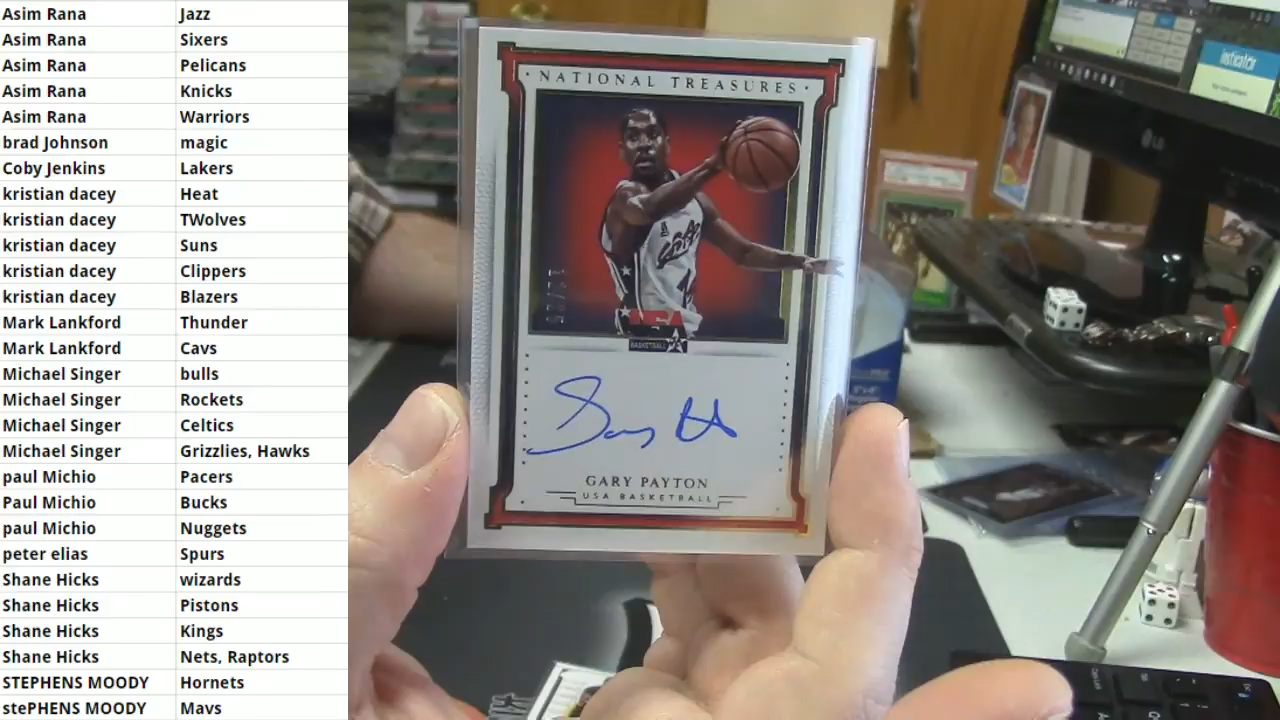 Asim Rana Jazz
Asim Rana Sixers
Asim Rana Pelicans
Asim Rana Knicks
Asim Rana Warriors
brad Johnson magic
Coby Jenkins Lakers
kristian dacey Heat
kristian dacey TWolves
kristian dacey Suns
kristian dacey Clippers
kristian dacey Blazers
Mark Lankford Thunder
Mark Lankford Cavs
Michael Singer bulls
Michael Singer Rockets
Michael Singer Celtics
Michael Singer Grizzlies, Hawks
paul Michio Pacers
Paul Michio Bucks
paul Michio Nuggets
peter elias Spurs
Shane Hicks wizards
Shane Hicks Pistons
Shane Hicks Kings
Shane Hicks Nets, Raptors
STEPHENS MOODY Hornets
stePHENS MOODY Mavs
· NATIONAL TREASURES ·
USA
BASKETBALL
GARY PAYTON
USA BASKETBALL
LG